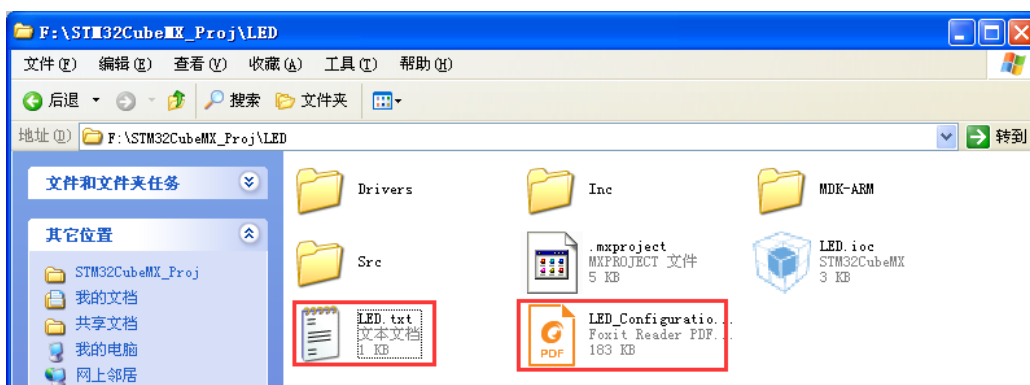 F:\STM32CubeMX_Proj\LED
文件(F) 编辑(E) 查看(V) 收藏(A) 工具(T) 帮助(H)
后退 搜索 文件夹
地址(D) F:\STM32CubeMX_Proj\LED 转到
文件和文件夹任务
其它位置
STM32CubeMX_Proj
我的文档
共享文档
我的电脑
网上邻居
Drivers
Inc
MDK-ARM
Src
.mxproject
MXPROJECT 文件
5 KB
LED.ioc
STM32CubeMX
3 KB
LED.txt
文本文档
1 KB
PDF
LED_Configuratio...
Foxit Reader PDF...
183 KB